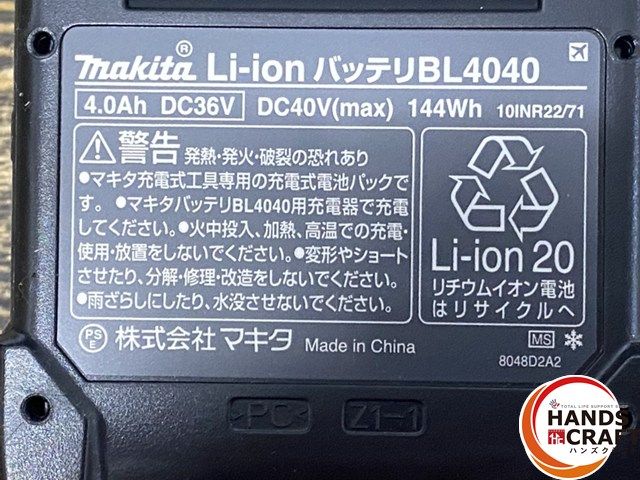 makita® Li-ion バッテリBL4040
4.0Ah DC36V DC40V(max) 144Wh 10INR22/71
警告 発熱・発火・破裂の恐れあり
●マキタ充電式工具専用の充電式電池パックで
す。●マキタバッテリBL4040用充電器で充電
してください。●火中投入、加熱、高温での充電・
使用・放置をしないでください。●変形やショート
させたり、分解・修理・改造をしないでください。
●雨ざらしにしたり、水没させないでください。
Li-ion 20
リチウムイオン電池
はリサイクルへ
PSE 株式会社 マキタ Made in China
MS
8048D2A2
>PC< Z1-1
TOTAL LIFE SUPPORT
HANDS
CRAFT
ハンズク